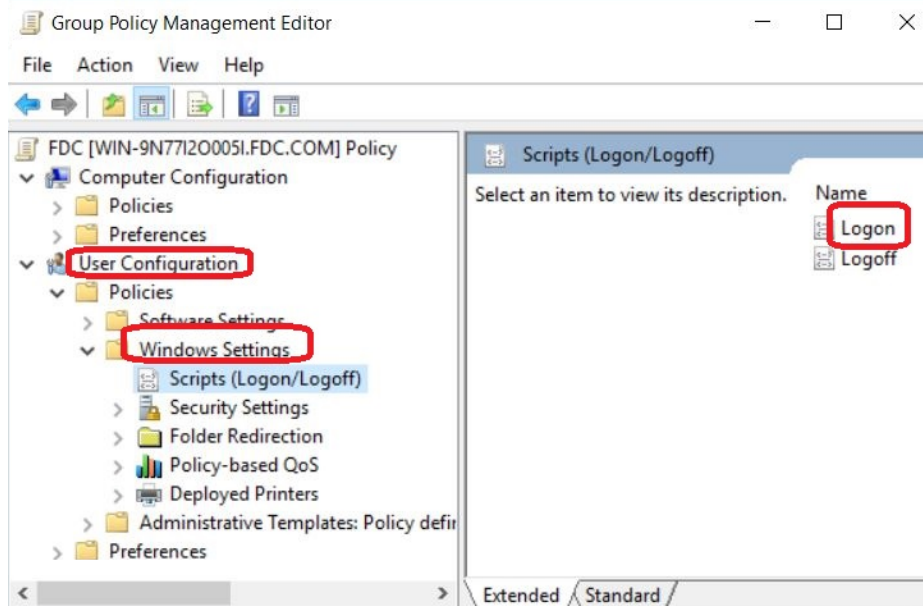 Group Policy Management Editor
File Action View Help
FDC [WIN-9N77I2O005I.FDC.COM] Policy
Computer Configuration
Policies
Preferences
User Configuration
Policies
Software Settings
Windows Settings
Scripts (Logon/Logoff)
Security Settings
Folder Redirection
Policy-based QoS
Deployed Printers
Administrative Templates: Policy defir
Preferences
Scripts (Logon/Logoff)
Select an item to view its description.
Name
Logon
Logoff
Extended Standard